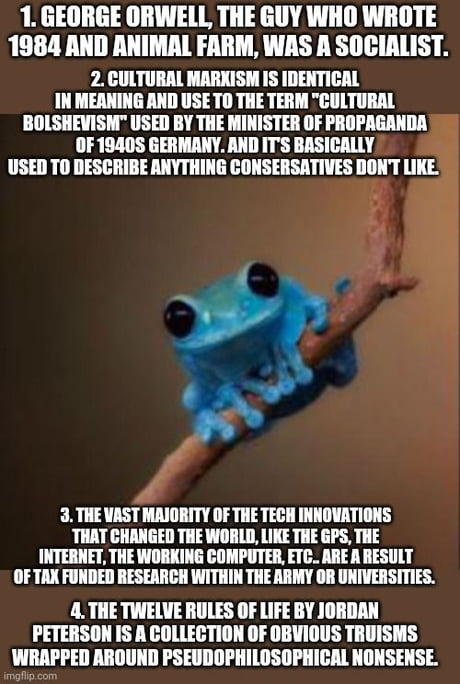 1. GEORGE ORWELL, THE GUY WHO WROTE
1984 AND ANIMAL FARM, WAS A SOCIALIST.
2. CULTURAL MARXISM IS IDENTICAL
IN MEANING AND USE TO THE TERM "CULTURAL
BOLSHEVISM" USED BY THE MINISTER OF PROPAGANDA
OF 1940S GERMANY. AND IT'S BASICALLY
USED TO DESCRIBE ANYTHING CONSERSATIVES DON'T LIKE.
3. THE VAST MAJORITY OF THE TECH INNOVATIONS
THAT CHANGED THE WORLD, LIKE THE GPS, THE
INTERNET, THE WORKING COMPUTER, ETC.. ARE A RESULT
OF TAX FUNDED RESEARCH WITHIN THE ARMY OR UNIVERSITIES.
4. THE TWELVE RULES OF LIFE BY JORDAN
PETERSON IS A COLLECTION OF OBVIOUS TRUISMS
WRAPPED AROUND PSEUDOPHILOSOPHICAL NONSENSE.
imgflip.com